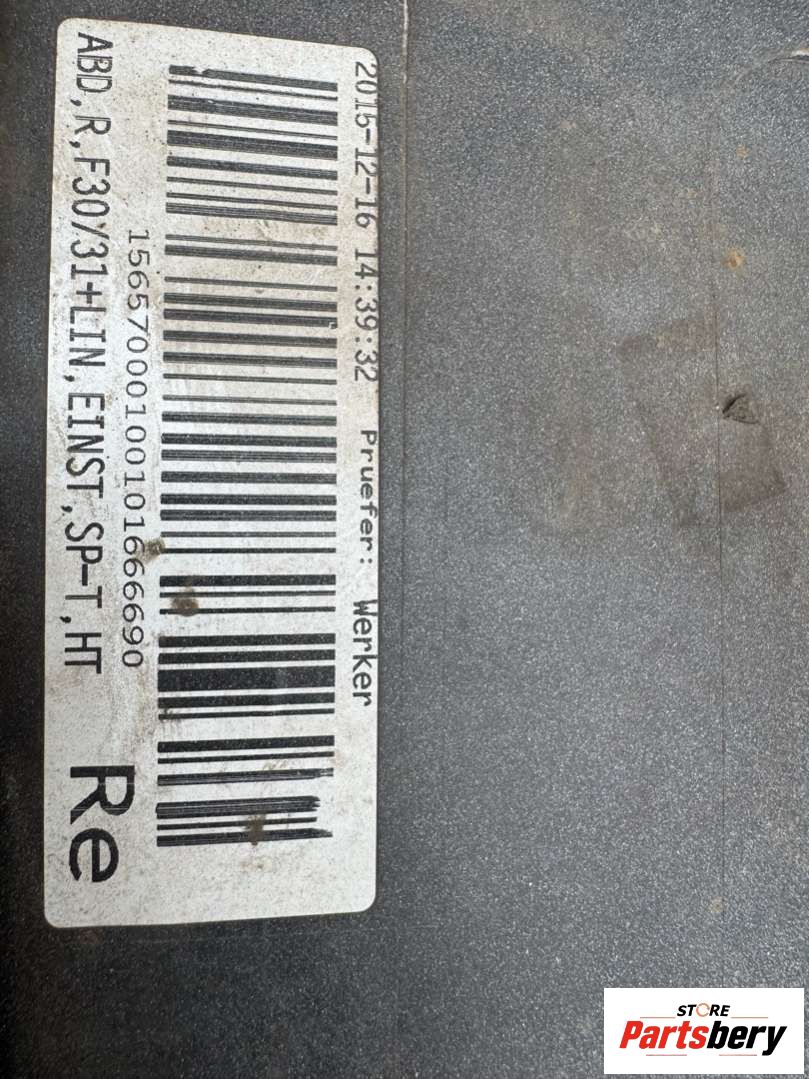 2015-12-16 14:39:32 Pruefer: Werker
15657000100101666690
ABD,R,F30/31+LIN,EINST,SP-T,HT Re
STORE
Partsbery